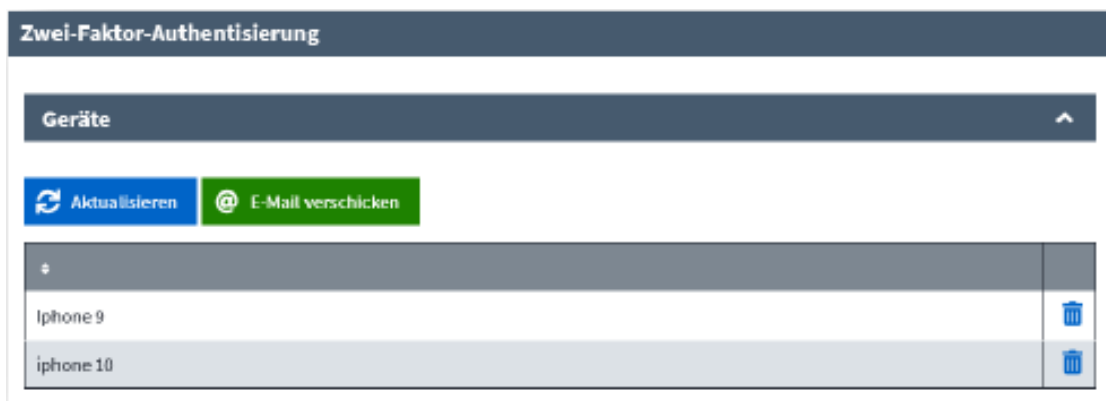 Zwei-Faktor-Authentisierung
Geräte
Aktualisieren @ E-Mail verschicken
Iphone 9
iphone 10